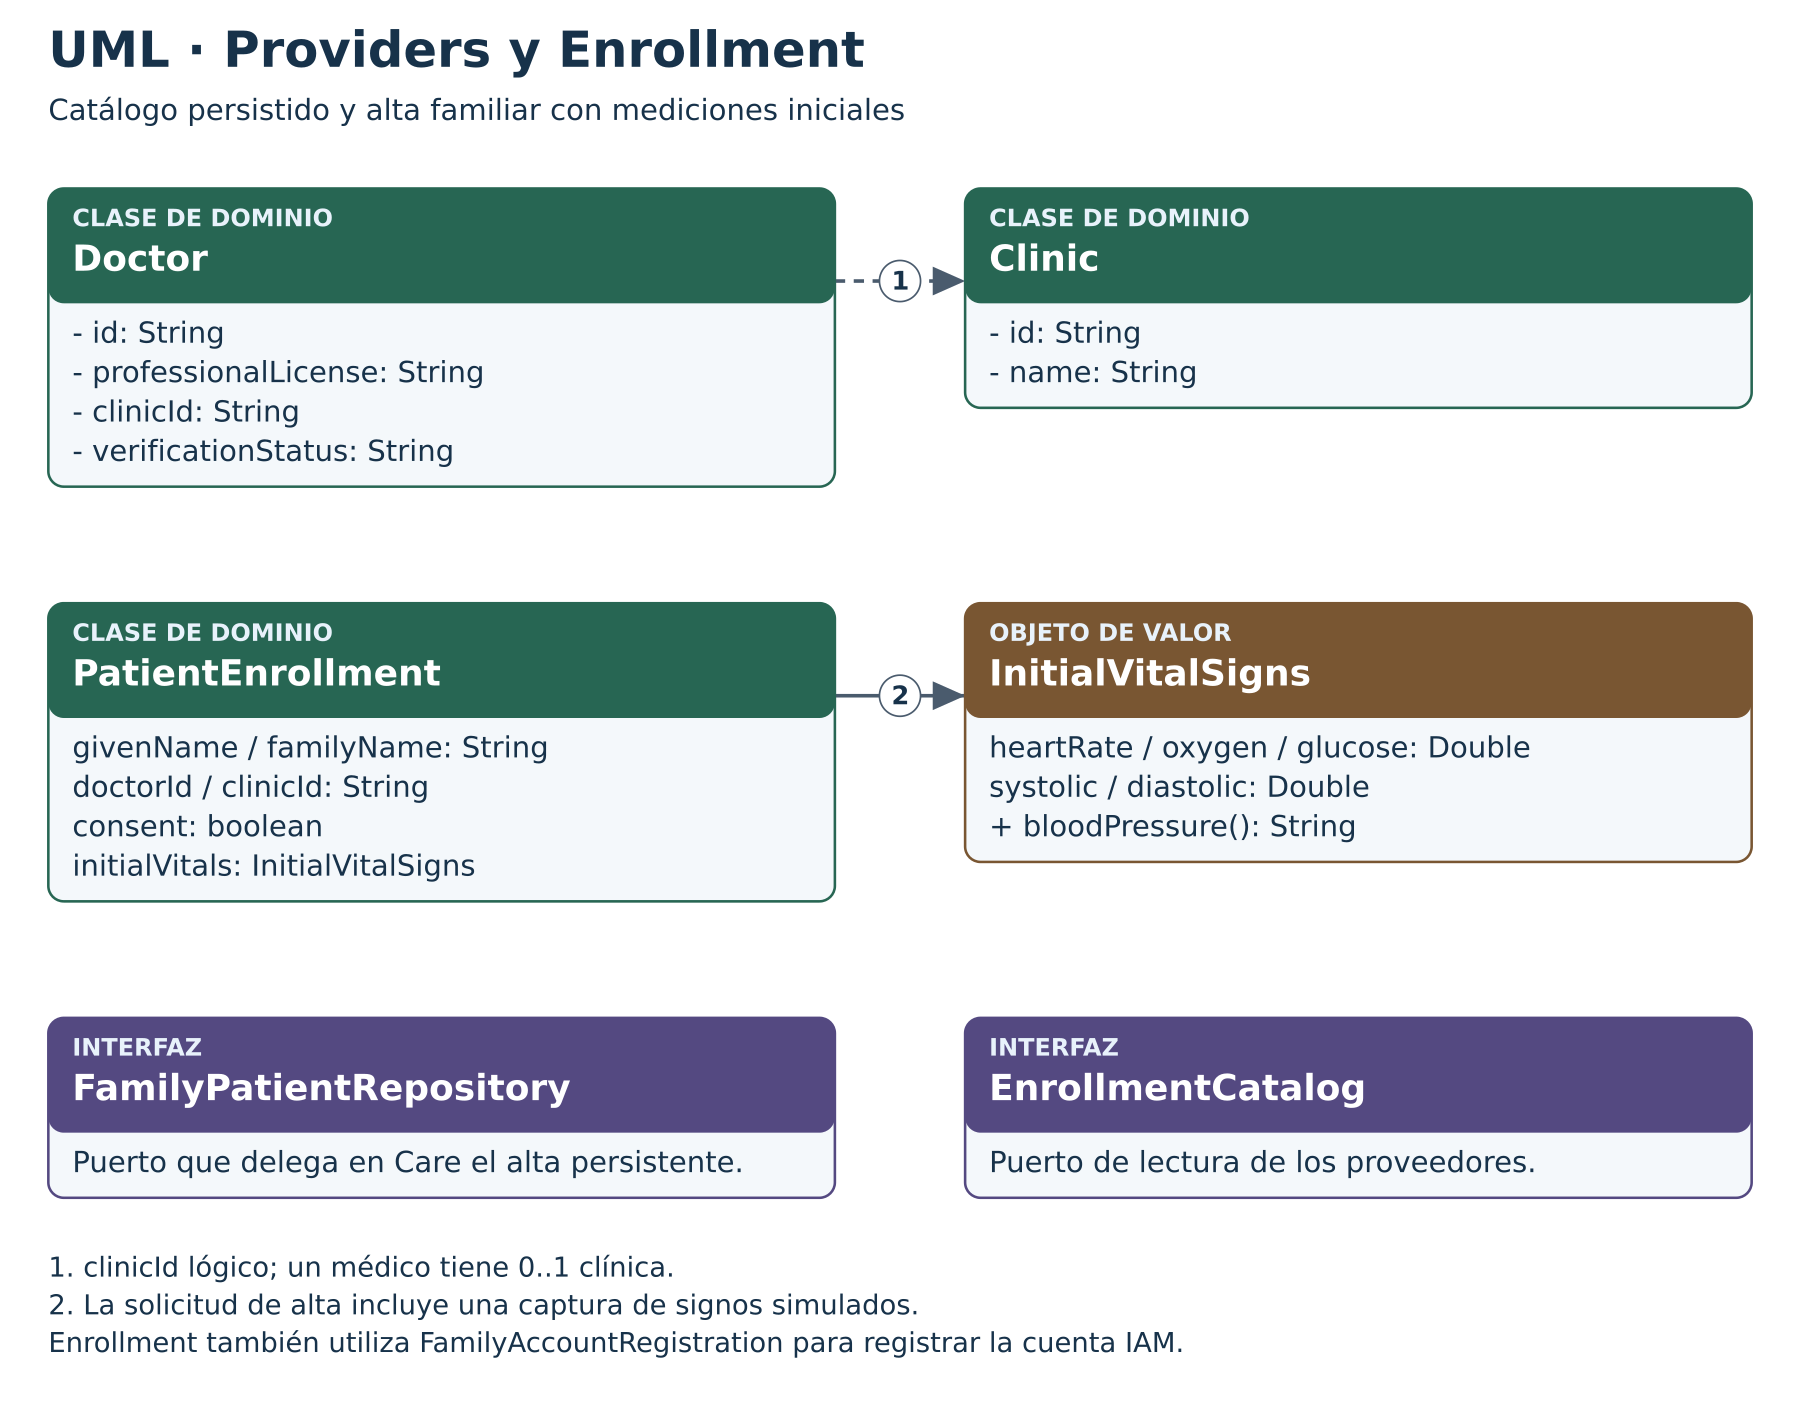 UML · Providers y Enrollment
Catálogo persistido y alta familiar con mediciones iniciales
CLASE DE DOMINIO
Doctor
- id: String
- professionalLicense: String
- clinicId: String
- verificationStatus: String
1
CLASE DE DOMINIO
Clinic
- id: String
- name: String
CLASE DE DOMINIO
PatientEnrollment
givenName / familyName: String
doctorId / clinicId: String
consent: boolean
initialVitals: InitialVitalSigns
2
OBJETO DE VALOR
InitialVitalSigns
heartRate / oxygen / glucose: Double
systolic / diastolic: Double
+ bloodPressure(): String
INTERFAZ
FamilyPatientRepository
Puerto que delega en Care el alta persistente.
INTERFAZ
EnrollmentCatalog
Puerto de lectura de los proveedores.
1. clinicId lógico; un médico tiene 0..1 clínica.
2. La solicitud de alta incluye una captura de signos simulados.
Enrollment también utiliza FamilyAccountRegistration para registrar la cuenta IAM.